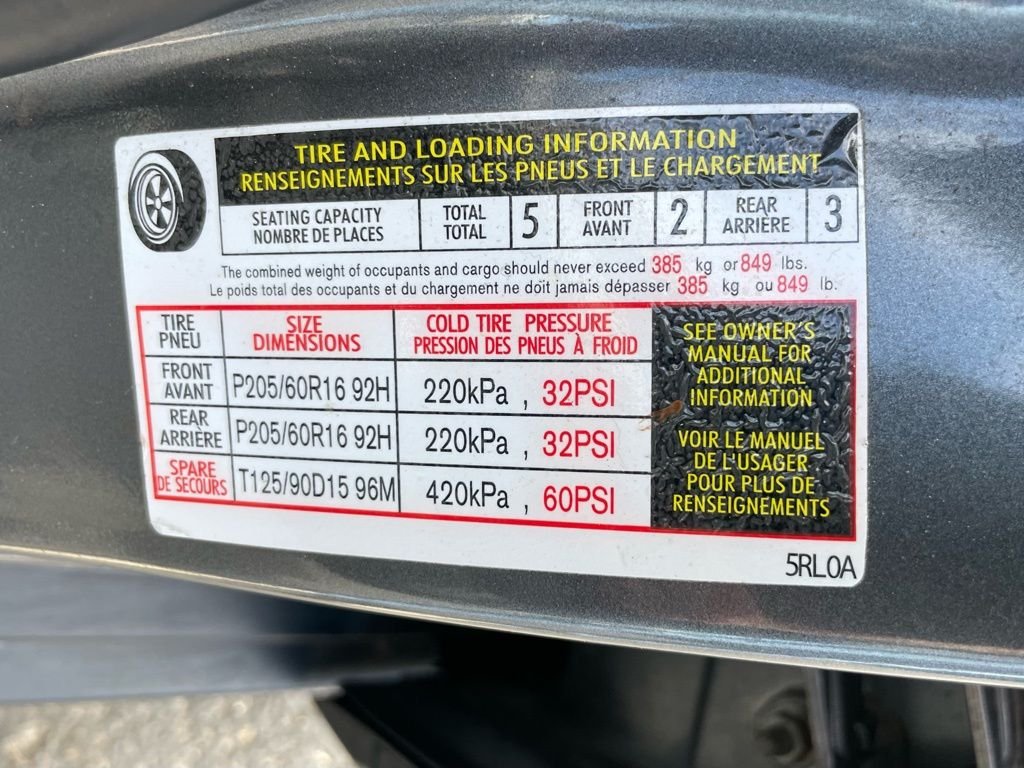 TIRE AND LOADING INFORMATION
RENSEIGNEMENTS SUR LES PNEUS ET LE CHARGEMENT
SEATING CAPACITY TOTAL 5 FRONT 2 REAR 3
NOMBRE DE PLACES TOTAL AVANT ARRIÈRE
The combined weight of occupants and cargo should never exceed 385 kg or 849 lbs.
Le poids total des occupants et du chargement ne doit jamais dépasser 385 kg ou 849 lb.
TIRE SIZE COLD TIRE PRESSURE
PNEU DIMENSIONS PRESSION DES PNEUS À FROID
FRONT
AVANT P205/60R16 92H 220kPa , 32PSI
REAR
ARRIÈRE P205/60R16 92H 220kPa , 32PSI
SPARE
DE SECOURS T125/90D15 96M 420kPa , 60PSI
SEE OWNER'S
MANUAL FOR
ADDITIONAL
INFORMATION
VOIR LE MANUEL
DE L'USAGER
POUR PLUS DE
RENSEIGNEMENTS
5RL0A